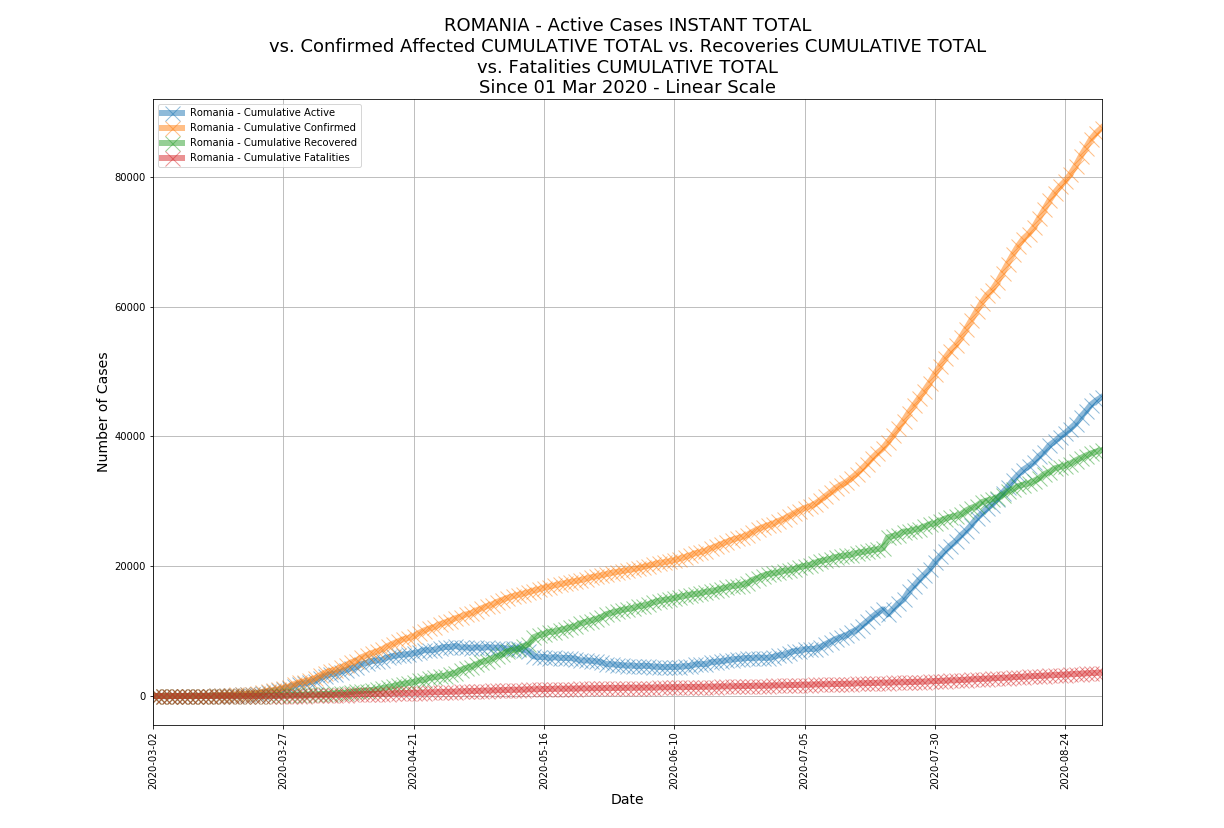 ROMANIA - Active Cases INSTANT TOTAL
vs. Confirmed Affected CUMULATIVE TOTAL vs. Recoveries CUMULATIVE TOTAL
vs. Fatalities CUMULATIVE TOTAL
Since 01 Mar 2020 - Linear Scale
Romania - Cumulative Active
Romania - Cumulative Confirmed
Romania - Cumulative Recovered
Romania - Cumulative Fatalities
Number of Cases
80000
60000
40000
20000
0
2020-03-02
2020-03-27
2020-04-21
2020-05-16
2020-06-10
2020-07-05
2020-07-30
2020-08-24
Date